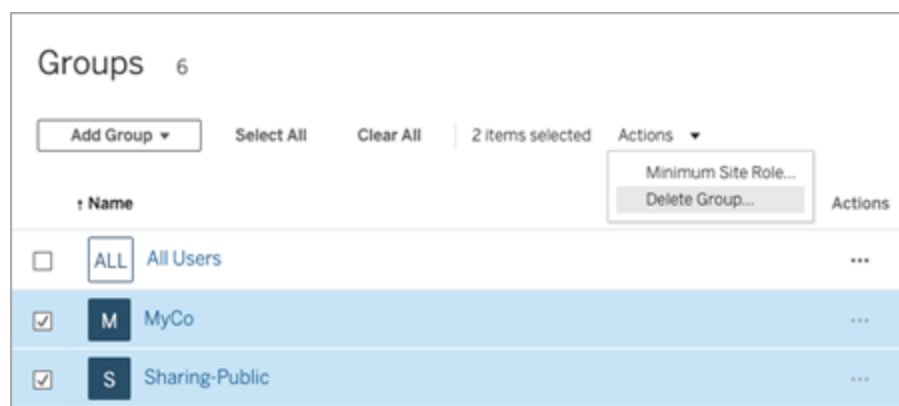 Groups 6
Add Group ▾ Select All Clear All 2 items selected Actions ▾
Minimum Site Role...
Delete Group...
↑ Name Actions
ALL All Users ...
M MyCo ...
S Sharing-Public ...